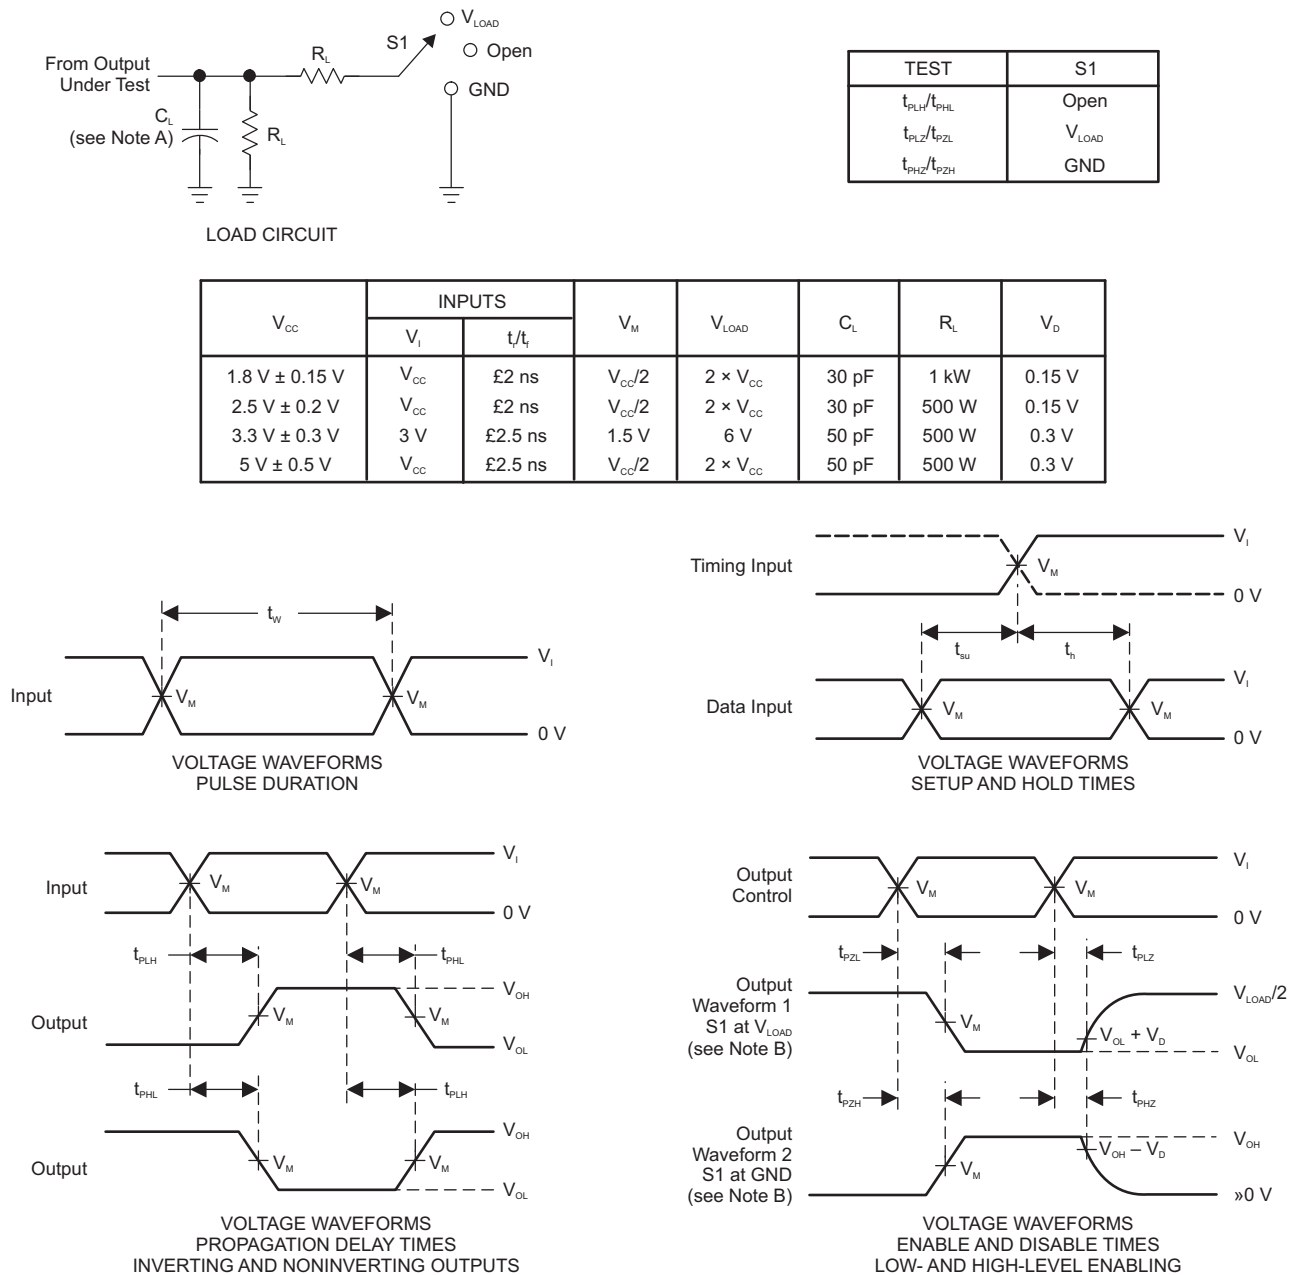 V_LOAD
S1
Open
GND
R_L
From Output
Under Test
C_L
(see Note A)
R_L
LOAD CIRCUIT
TEST S1
t_PLH/t_PHL Open
t_PLZ/t_PZL V_LOAD
t_PHZ/t_PZH GND
V_CC INPUTS V_M V_LOAD C_L R_L V_D
V_I t_r/t_f
1.8 V ± 0.15 V V_CC £2 ns V_CC/2 2 × V_CC 30 pF 1 kW 0.15 V
2.5 V ± 0.2 V V_CC £2 ns V_CC/2 2 × V_CC 30 pF 500 W 0.15 V
3.3 V ± 0.3 V 3 V £2.5 ns 1.5 V 6 V 50 pF 500 W 0.3 V
5 V ± 0.5 V V_CC £2.5 ns V_CC/2 2 × V_CC 50 pF 500 W 0.3 V
t_W
Input
V_M V_M
V_I
0 V
VOLTAGE WAVEFORMS
PULSE DURATION
Timing Input
V_M
V_I
0 V
t_su t_h
Data Input
V_M V_M
V_I
0 V
VOLTAGE WAVEFORMS
SETUP AND HOLD TIMES
Input
V_M V_M
V_I
0 V
t_PLH t_PHL
Output
V_M V_M
V_OH
V_OL
t_PHL t_PLH
Output
V_M V_M
V_OH
V_OL
VOLTAGE WAVEFORMS
PROPAGATION DELAY TIMES
INVERTING AND NONINVERTING OUTPUTS
Output
Control
V_M V_M
V_I
0 V
t_PZL t_PLZ
Output
Waveform 1
S1 at V_LOAD
(see Note B)
V_M
V_OL + V_D
V_LOAD/2
V_OL
t_PZH t_PHZ
Output
Waveform 2
S1 at GND
(see Note B)
V_M
V_OH – V_D
V_OH
»0 V
VOLTAGE WAVEFORMS
ENABLE AND DISABLE TIMES
LOW- AND HIGH-LEVEL ENABLING